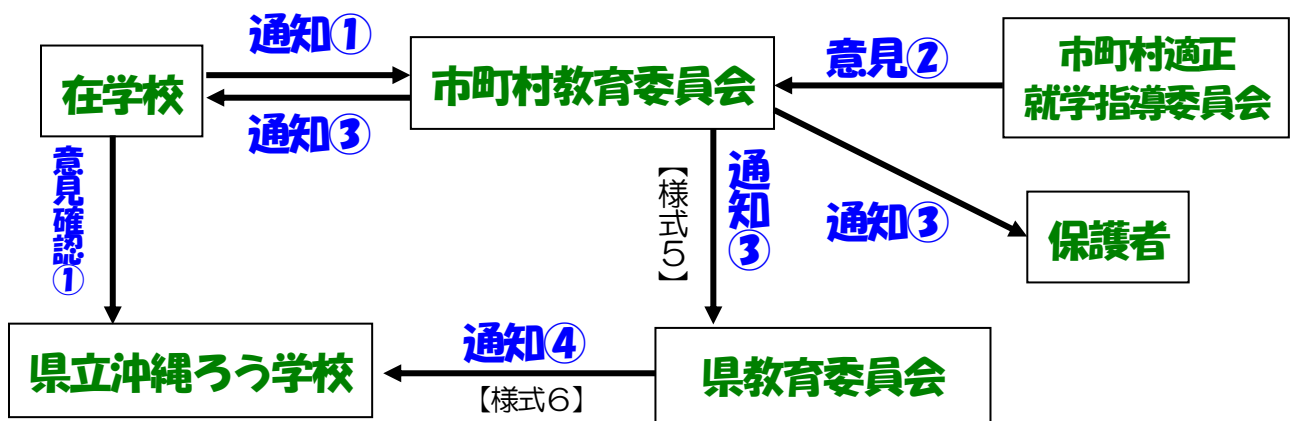 通知①
在学校
市町村教育委員会
意見②
市町村適正
就学指導委員会
通知③
意見確認①
【様式5】
通知③
通知③
保護者
県立沖縄ろう学校
通知④
【様式6】
県教育委員会